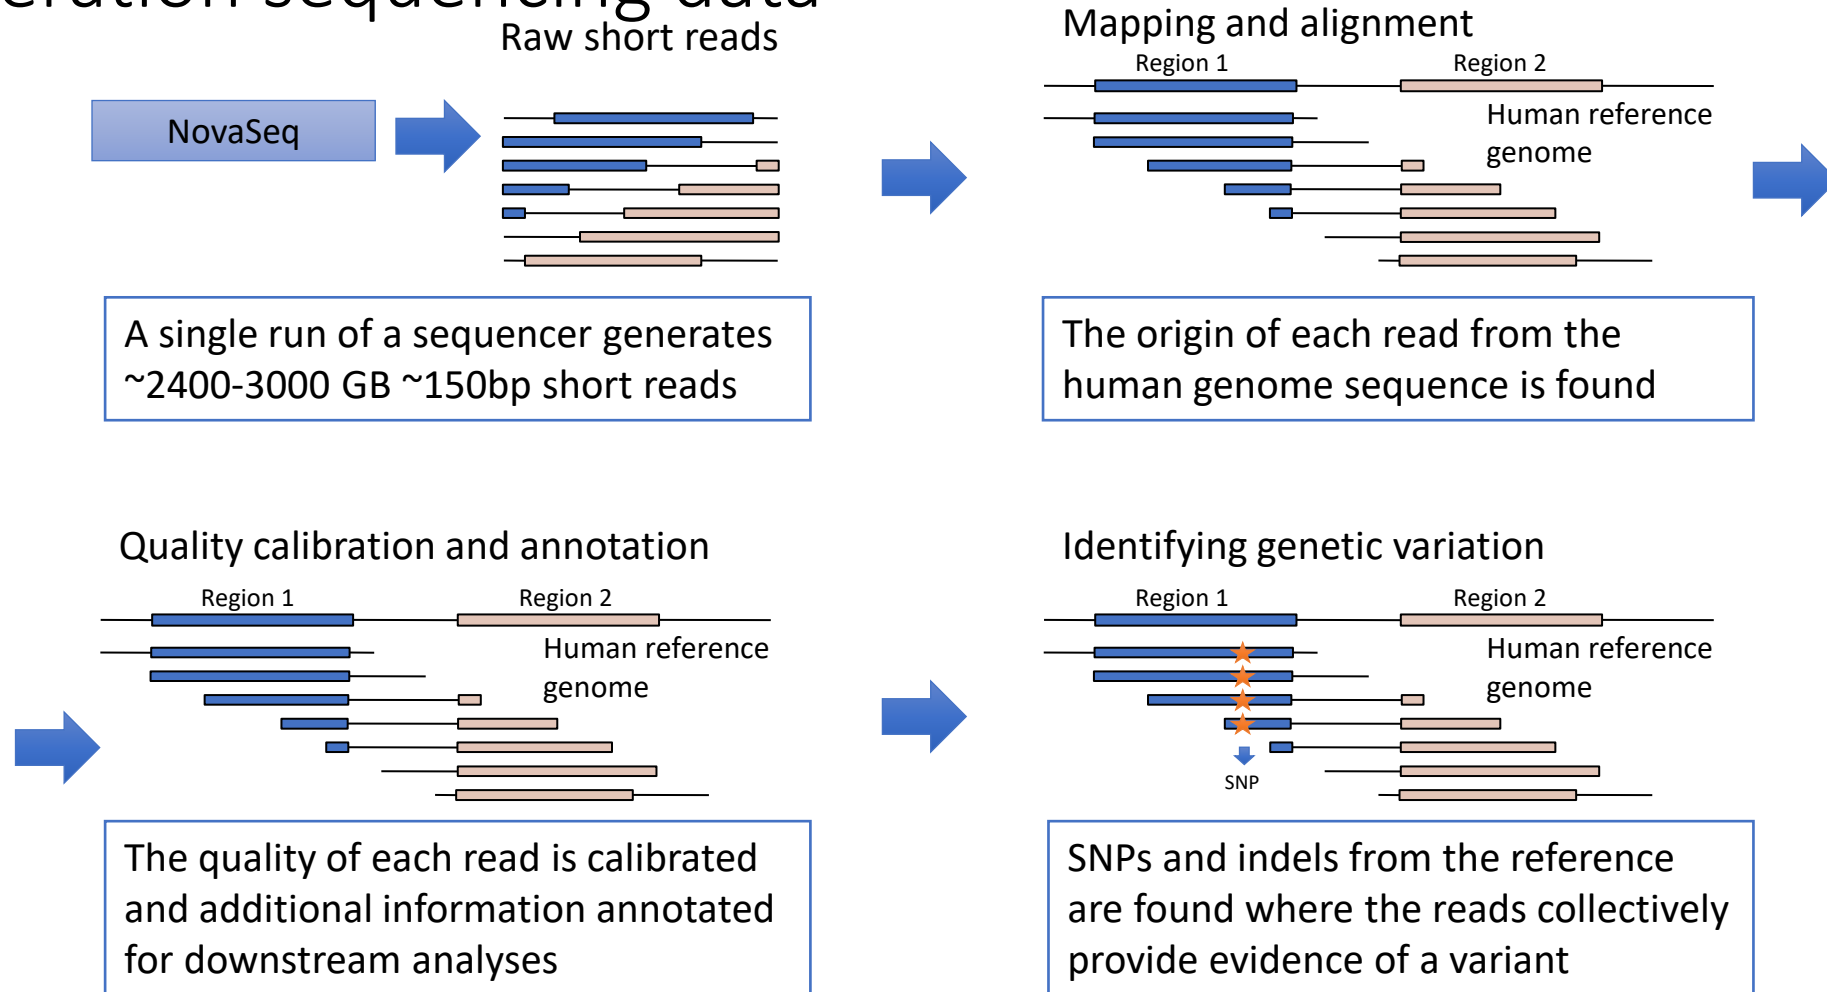 eration sequencing data
Raw short reads
NovaSeq
A single run of a sequencer generates
~2400-3000 GB ~150bp short reads
Mapping and alignment
Region 1
Region 2
Human reference
genome
The origin of each read from the
human genome sequence is found
Quality calibration and annotation
Region 1
Region 2
Human reference
genome
The quality of each read is calibrated
and additional information annotated
for downstream analyses
Identifying genetic variation
Region 1
Region 2
Human reference
genome
SNP
SNPs and indels from the reference
are found where the reads collectively
provide evidence of a variant